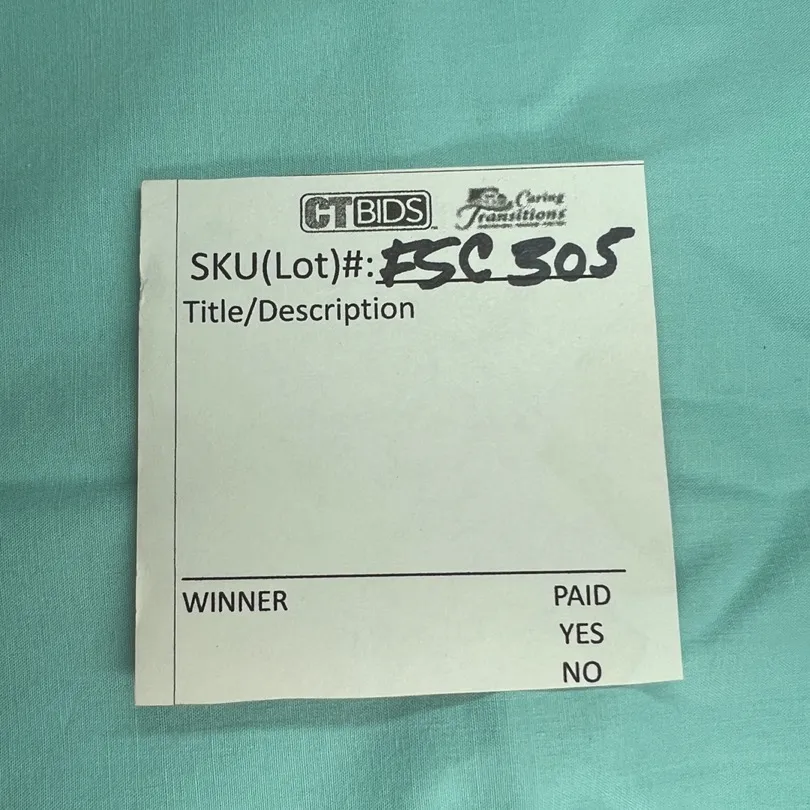 CTBIDS Caring Transitions
SKU(Lot)#: ESC 305
Title/Description
WINNER PAID
YES
NO